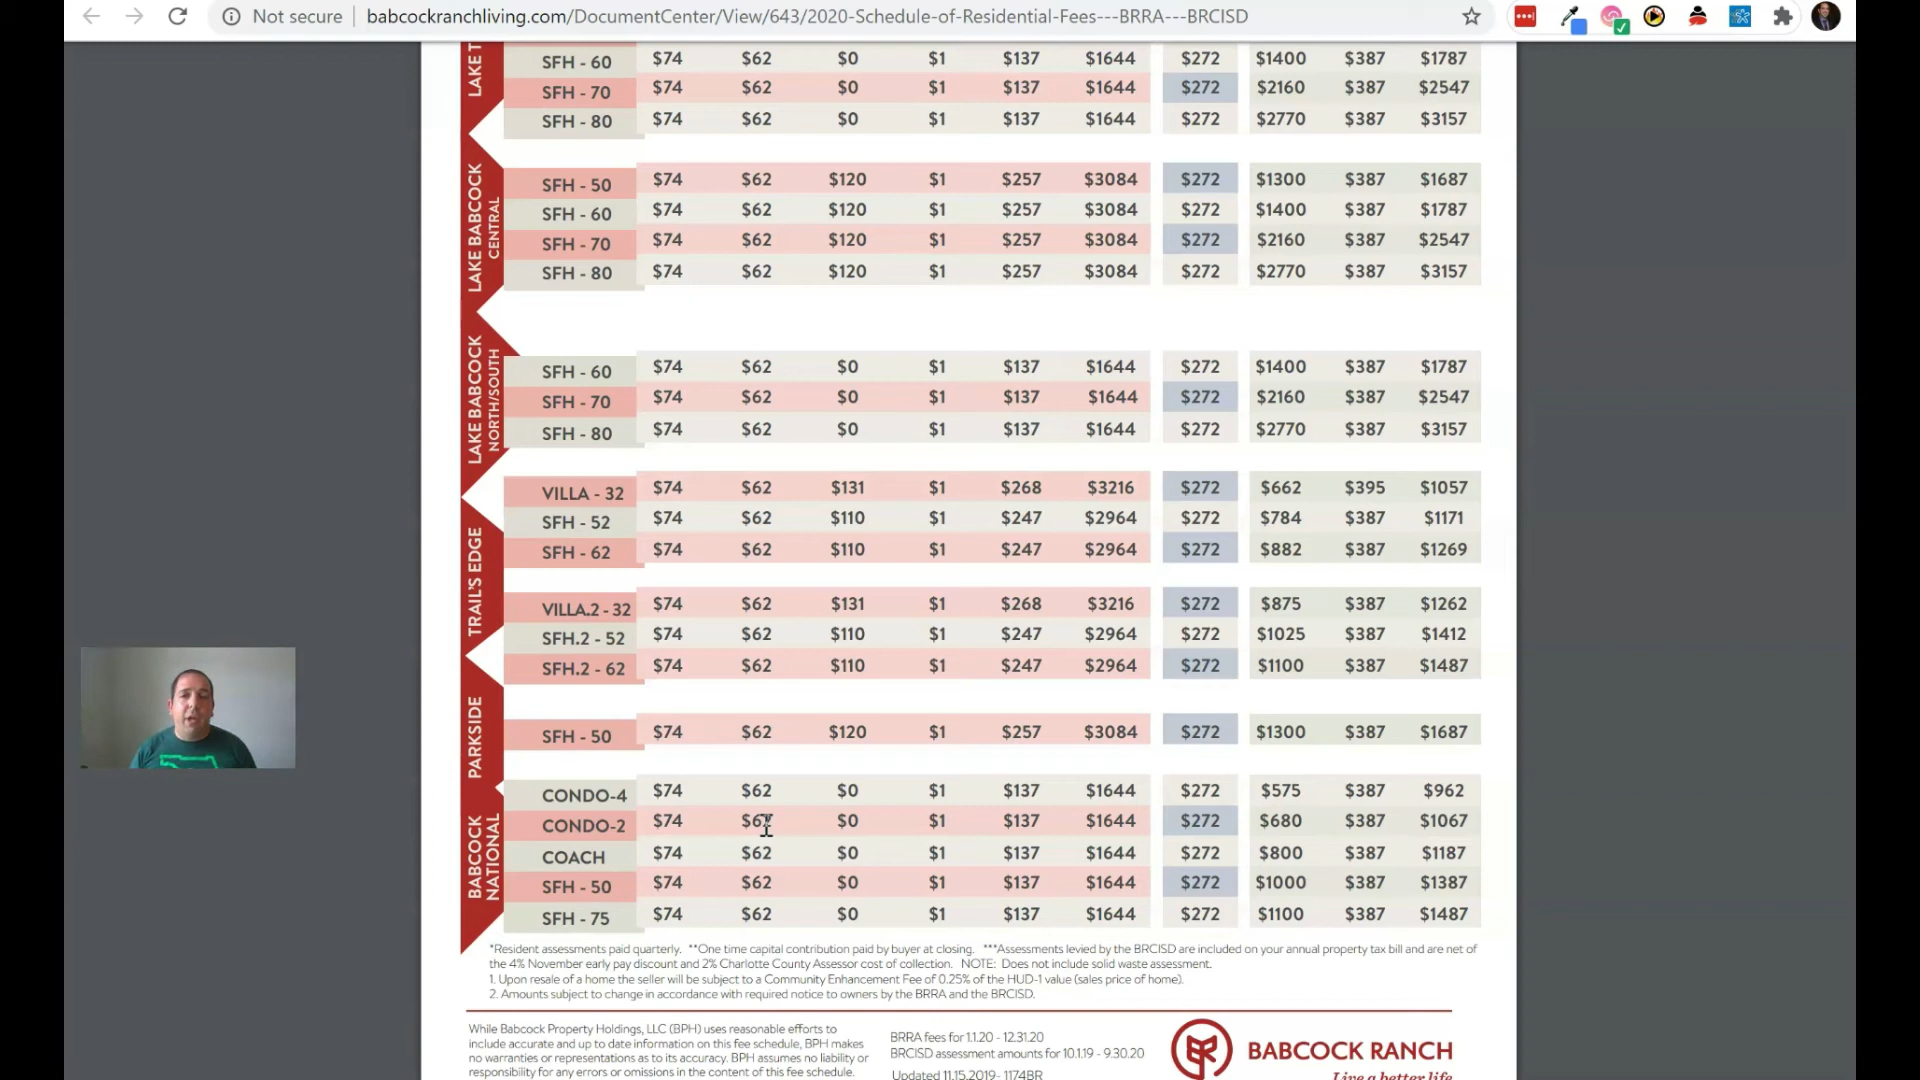 Not secure babcockranchliving.com/DocumentCenter/View/643/2020-Schedule-of-Residential-Fees---BRRA---BRCISD
LAKE T
SFH - 60 $74 $62 $0 $1 $137 $1644 $272 $1400 $387 $1787
SFH - 70 $74 $62 $0 $1 $137 $1644 $272 $2160 $387 $2547
SFH - 80 $74 $62 $0 $1 $137 $1644 $272 $2770 $387 $3157
LAKE BABCOCK
CENTRAL
SFH - 50 $74 $62 $120 $1 $257 $3084 $272 $1300 $387 $1687
SFH - 60 $74 $62 $120 $1 $257 $3084 $272 $1400 $387 $1787
SFH - 70 $74 $62 $120 $1 $257 $3084 $272 $2160 $387 $2547
SFH - 80 $74 $62 $120 $1 $257 $3084 $272 $2770 $387 $3157
LAKE BABCOCK
NORTH/SOUTH
SFH - 60 $74 $62 $0 $1 $137 $1644 $272 $1400 $387 $1787
SFH - 70 $74 $62 $0 $1 $137 $1644 $272 $2160 $387 $2547
SFH - 80 $74 $62 $0 $1 $137 $1644 $272 $2770 $387 $3157
TRAIL'S EDGE
VILLA - 32 $74 $62 $131 $1 $268 $3216 $272 $662 $395 $1057
SFH - 52 $74 $62 $110 $1 $247 $2964 $272 $784 $387 $1171
SFH - 62 $74 $62 $110 $1 $247 $2964 $272 $882 $387 $1269
VILLA.2 - 32 $74 $62 $131 $1 $268 $3216 $272 $875 $387 $1262
SFH.2 - 52 $74 $62 $110 $1 $247 $2964 $272 $1025 $387 $1412
SFH.2 - 62 $74 $62 $110 $1 $247 $2964 $272 $1100 $387 $1487
PARKSIDE
SFH - 50 $74 $62 $120 $1 $257 $3084 $272 $1300 $387 $1687
BABCOCK
NATIONAL
CONDO-4 $74 $62 $0 $1 $137 $1644 $272 $575 $387 $962
CONDO-2 $74 $62 $0 $1 $137 $1644 $272 $680 $387 $1067
COACH $74 $62 $0 $1 $137 $1644 $272 $800 $387 $1187
SFH - 50 $74 $62 $0 $1 $137 $1644 $272 $1000 $387 $1387
SFH - 75 $74 $62 $0 $1 $137 $1644 $272 $1100 $387 $1487
*Resident assessments paid quarterly. **One time capital contribution paid by buyer at closing. ***Assessments levied by the BRCISD are included on your annual property tax bill and are net of
the 4% November early pay discount and 2% Charlotte County Assessor cost of collection. NOTE: Does not include solid waste assessment.
1. Upon resale of a home the seller will be subject to a Community Enhancement Fee of 0.25% of the HUD-1 value (sales price of home).
2. Amounts subject to change in accordance with required notice to owners by the BRRA and the BRCISD.
While Babcock Property Holdings, LLC (BPH) uses reasonable efforts to
include accurate and up to date information on this fee schedule, BPH makes
no warranties or representations as to its accuracy. BPH assumes no liability or
responsibility for any errors or omissions in the content of this fee schedule.
BRRA fees for 1.1.20 - 12.31.20
BRCISD assessment amounts for 10.1.19 - 9.30.20
Updated 11.15.2019- 1174BR
BABCOCK RANCH
Live a better life